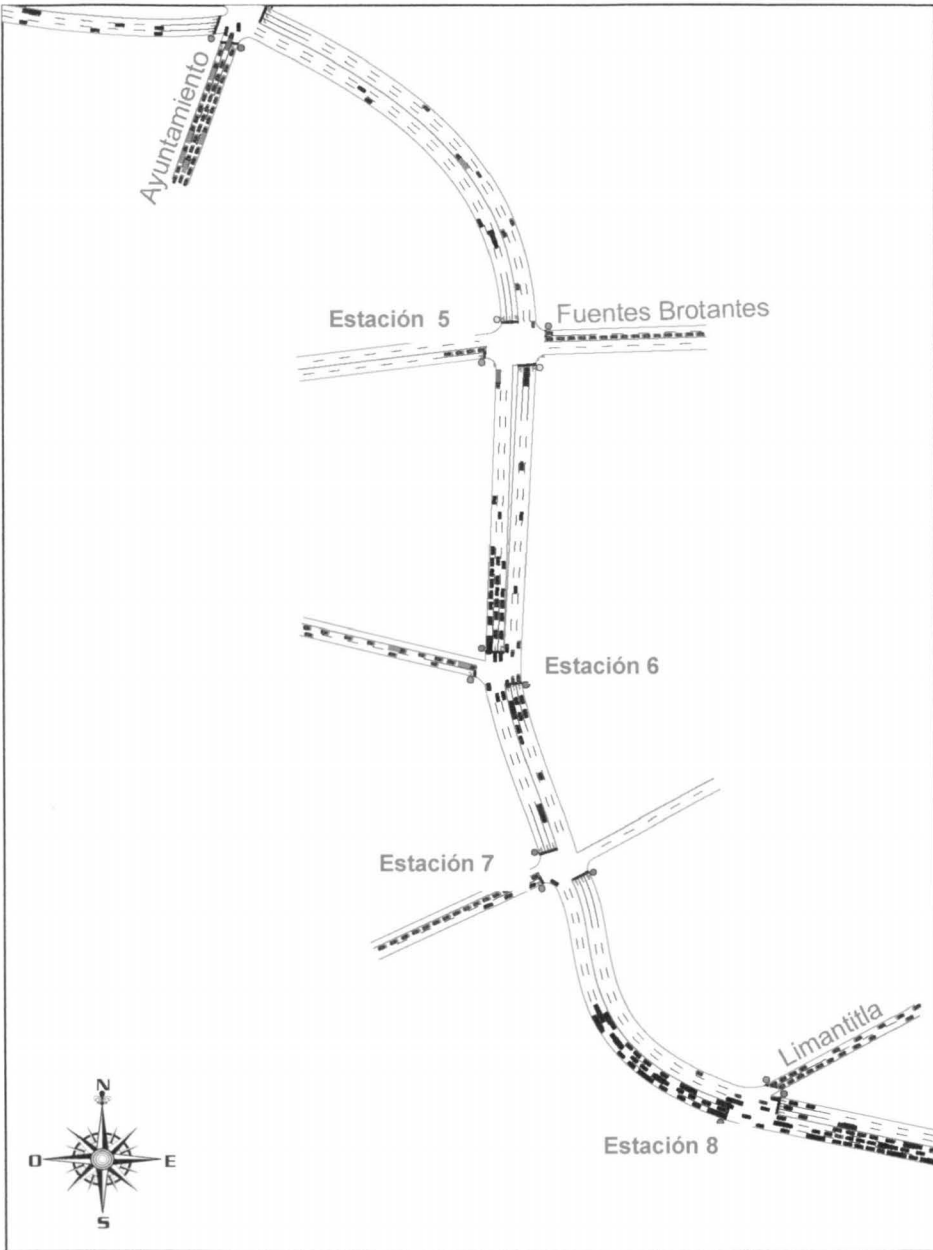 Ayuntamiento
Estación 5
Fuentes Brotantes
Estación 6
Estación 7
Limantitla
Estación 8
N
O
E
S